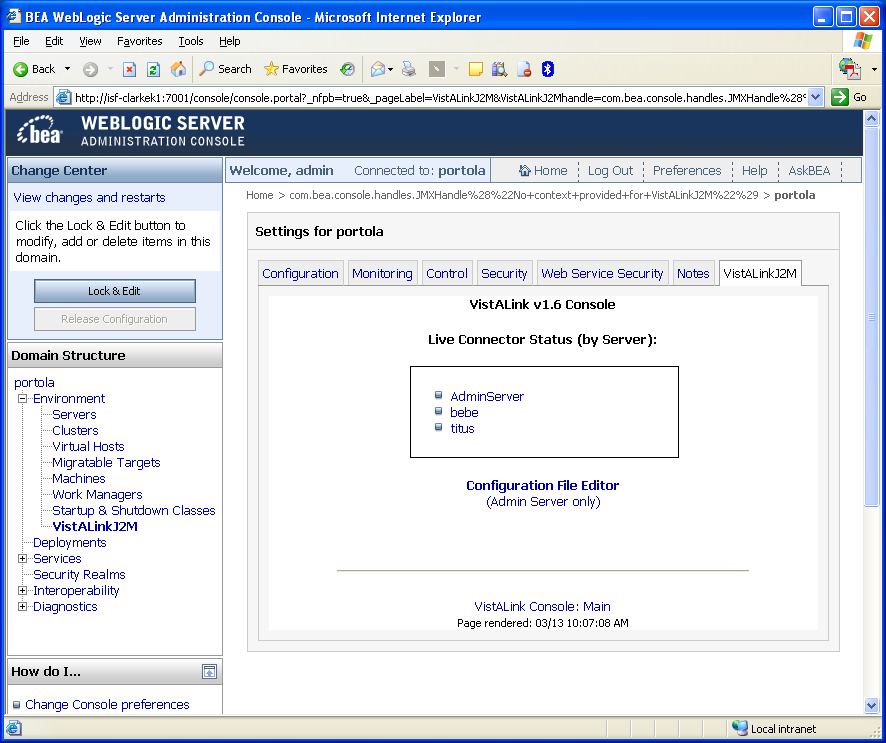 BEA WebLogic Server Administration Console - Microsoft Internet Explorer
File Edit View Favorites Tools Help
Back Search Favorites
Address http://isf-clarkek1:7001/console/console.portal?_nfpb=true&_pageLabel=VistALinkJ2M&VistALinkJ2Mhandle=com.bea.console.handles.JMXHandle%28% Go
bea WEBLOGIC SERVER
ADMINISTRATION CONSOLE
Change Center
View changes and restarts
Click the Lock & Edit button to
modify, add or delete items in this
domain.
Lock & Edit
Release Configuration
Domain Structure
portola
Environment
Servers
Clusters
Virtual Hosts
Migratable Targets
Machines
Work Managers
Startup & Shutdown Classes
VistALinkJ2M
Deployments
Services
Security Realms
Interoperability
Diagnostics
How do I...
Change Console preferences
Welcome, admin Connected to: portola Home Log Out Preferences Help AskBEA
Home > com.bea.console.handles.JMXHandle%28%22No+context+provided+for+VistALinkJ2M%22%29 > portola
Settings for portola
Configuration Monitoring Control Security Web Service Security Notes VistALinkJ2M
VistALink v1.6 Console
Live Connector Status (by Server):
AdminServer
bebe
titus
Configuration File Editor
(Admin Server only)
VistALink Console: Main
Page rendered: 03/13 10:07:08 AM
Local intranet